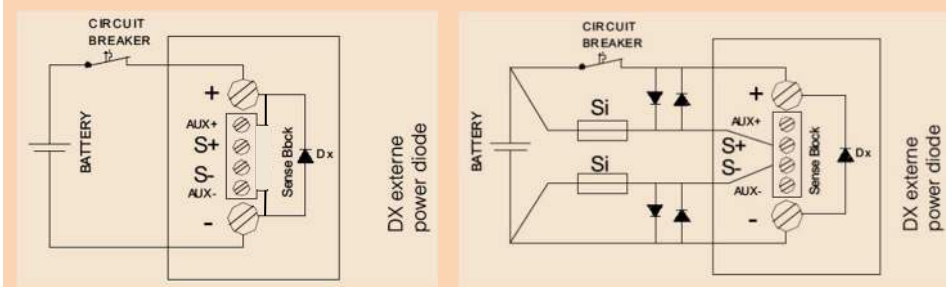 CIRCUIT
BREAKER
BATTERY
+
AUX+
S+
S-
AUX-
-
Sense Block
Dx
DX externe
power diode
CIRCUIT
BREAKER
BATTERY
Si
Si
+
AUX+
S+
S-
AUX-
-
Sense Block
Dx
DX externe
power diode